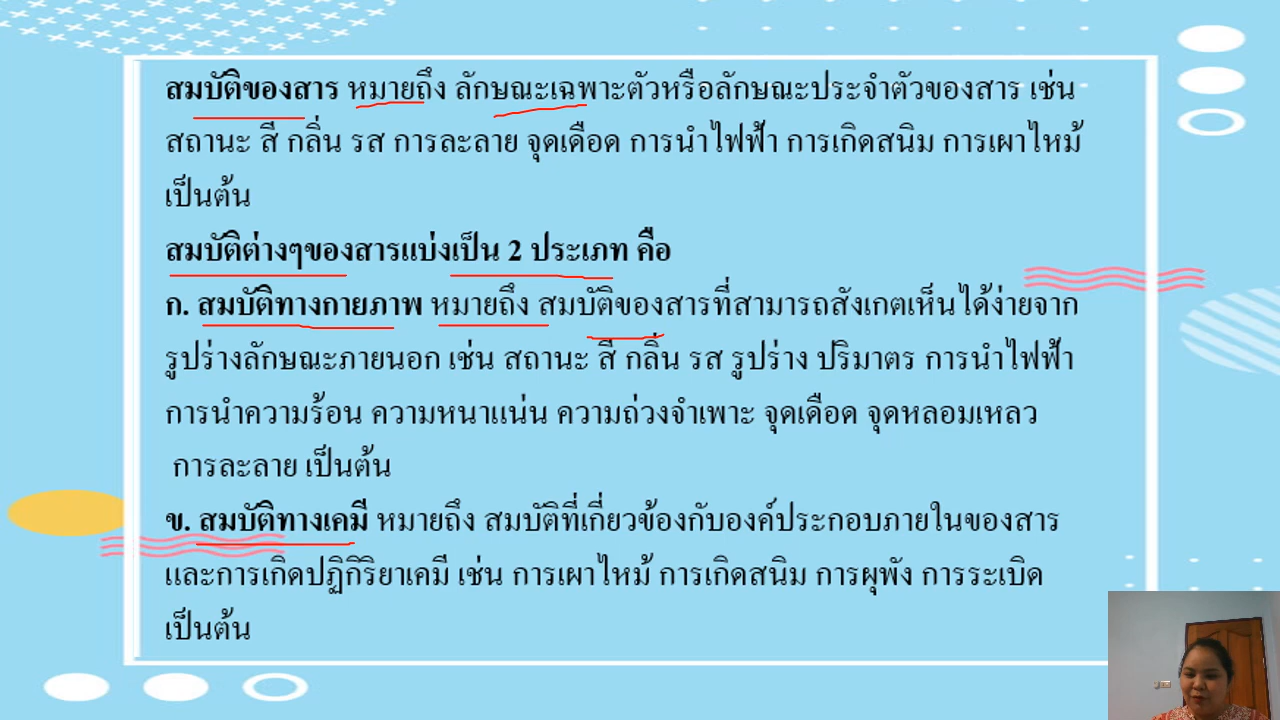 สมบัติของสาร หมายถึง ลักษณะเฉพาะตัวหรือลักษณะประจำตัวของสาร เช่น
สถานะ สี กลิ่น รส การละลาย จุดเดือด การนำไฟฟ้า การเกิดสนิม การเผาไหม้
เป็นต้น
สมบัติต่างๆของสารแบ่งเป็น 2 ประเภท คือ
ก. สมบัติทางกายภาพ หมายถึง สมบัติของสารที่สามารถสังเกตเห็นได้ง่ายจาก
รูปร่างลักษณะภายนอก เช่น สถานะ สี กลิ่น รส รูปร่าง ปริมาตร การนำไฟฟ้า
การนำความร้อน ความหนาแน่น ความถ่วงจำเพาะ จุดเดือด จุดหลอมเหลว
การละลาย เป็นต้น
ข. สมบัติทางเคมี หมายถึง สมบัติที่เกี่ยวข้องกับองค์ประกอบภายในของสาร
และการเกิดปฏิกิริยาเคมี เช่น การเผาไหม้ การเกิดสนิม การผุพัง การระเบิด
เป็นต้น